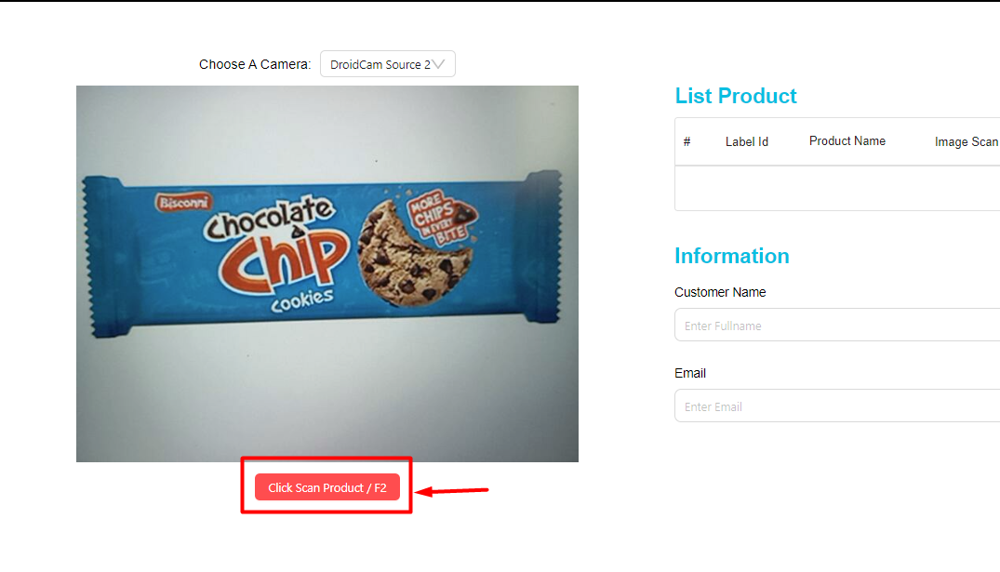 Choose A Camera: DroidCam Source 2
Bisconni
Chocolate
Chip
cookies
MORE
CHIPS
IN EVERY
BITE
Click Scan Product / F2
List Product
# Label Id Product Name Image Scan
Information
Customer Name
Enter Fullname
Email
Enter Email